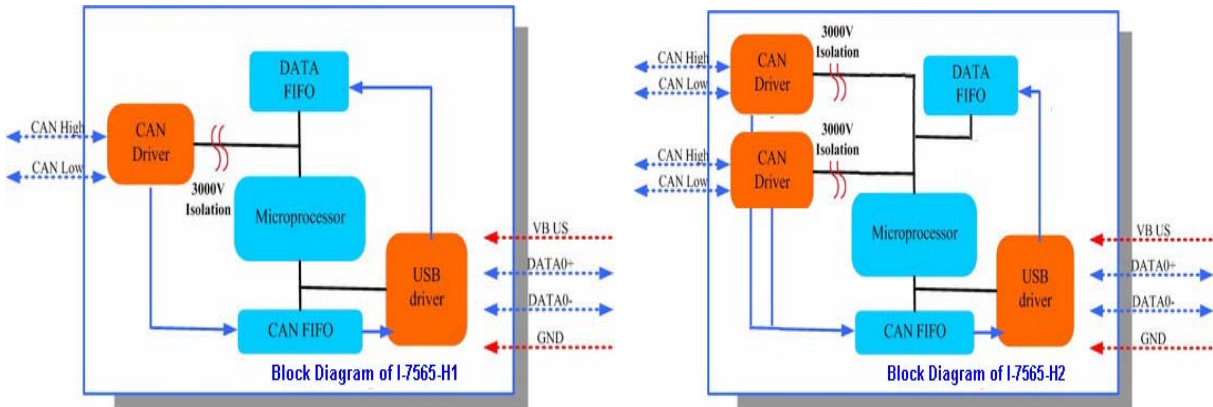 DATA
FIFO
3000V
Isolation
CAN High
CAN Low
CAN
Driver
Microprocessor
USB
driver
CAN FIFO
VB US
DATA0+
DATA0-
GND
Block Diagram of I-7565-H1
CAN High
CAN Low
CAN
Driver
3000V
Isolation
DATA
FIFO
CAN High
CAN Low
CAN
Driver
3000V
Isolation
Microprocessor
USB
driver
CAN FIFO
VB US
DATA0+
DATA0-
GND
Block Diagram of I-7565-H2